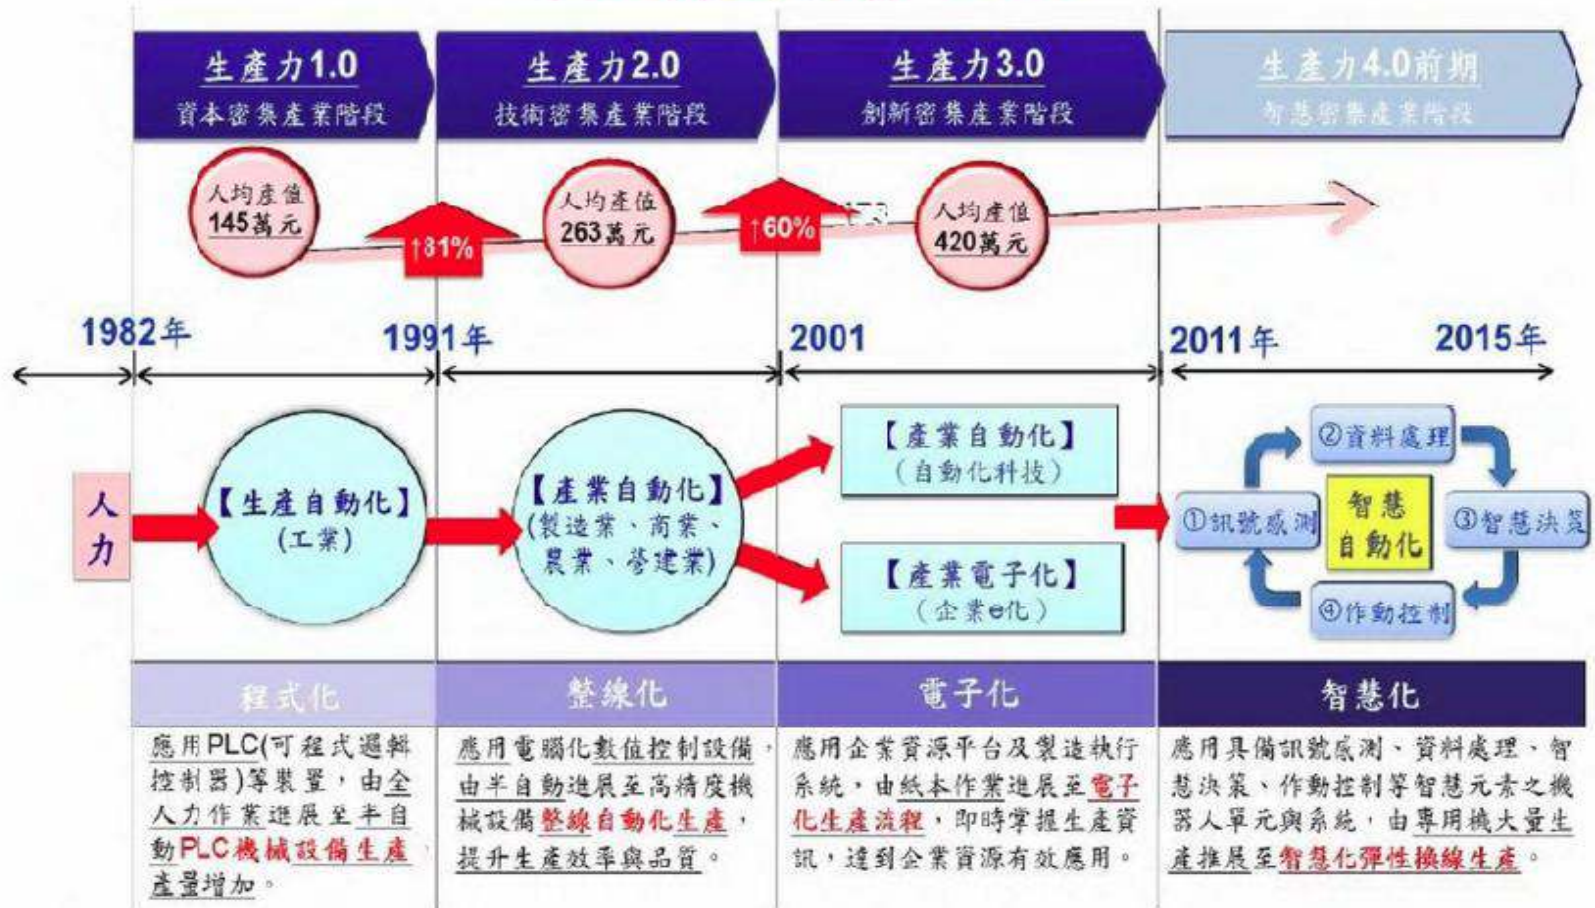 生產力1.0
資本密集產業階段
生產力2.0
技術密集產業階段
生產力3.0
創新密集產業階段
生產力4.0前期
智慧密集產業階段
人均產值
145萬元
↑81%
人均產值
263萬元
↑60%
人均產值
420萬元
1982年
1991年
2001
2011年
2015年
人
力
【生產自動化】
(工業)
【產業自動化】
(製造業、商業、
農業、營建業)
【產業自動化】
(自動化科技)
【產業電子化】
(企業e化)
①訊號感測
②資料處理
③智慧決策
④作動控制
智慧
自動化
程式化
應用PLC(可程式邏輯
控制器)等裝置，由全
人力作業進展至半自
動PLC機械設備生產，
產量增加。
整線化
應用電腦化數值控制設備，
由半自動進展至高精度機
械設備整線自動化生產，
提升生產效率與品質。
電子化
應用企業資源平台及製造執行
系統，由紙本作業進展至電子
化生產流程，即時掌握生產資
訊，達到企業資源有效應用。
智慧化
應用具備訊號感測、資料處理、智
慧決策、作動控制等智慧元素之機
器人單元與系統，由專用機大量生
產推展至智慧化彈性換線生產。